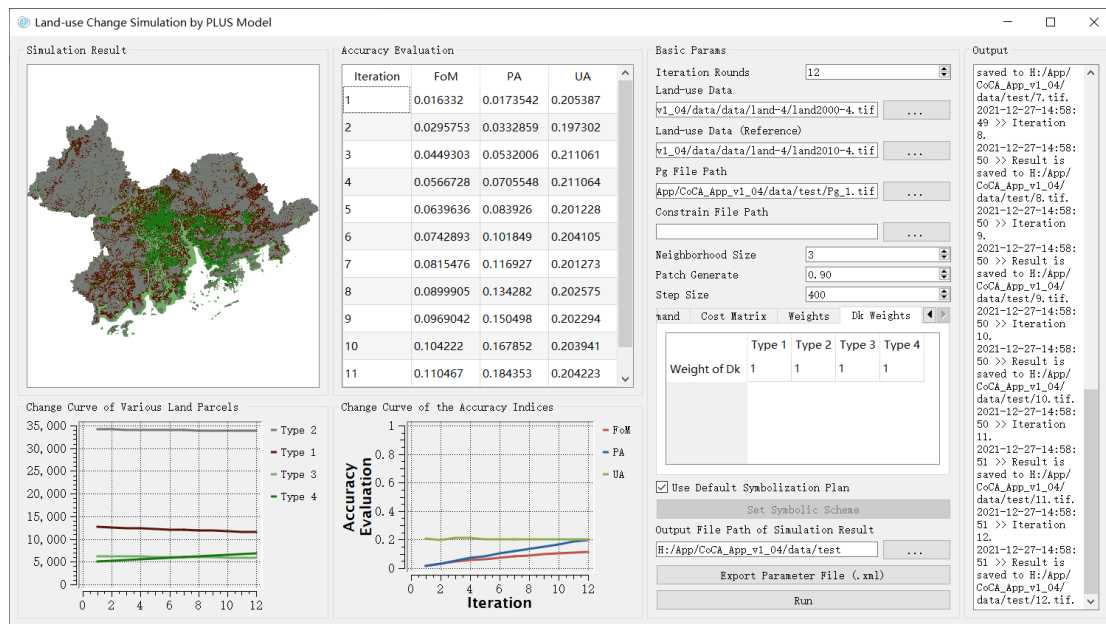 Land-use Change Simulation by PLUS Model
Simulation Result
Accuracy Evaluation
Iteration FoM PA UA
1 0.016332 0.0173542 0.205387
2 0.0295753 0.0332859 0.197302
3 0.0449303 0.0532006 0.211061
4 0.0566728 0.0705548 0.211064
5 0.0639636 0.083926 0.201228
6 0.0742893 0.101849 0.204105
7 0.0815476 0.116927 0.201273
8 0.0899905 0.134282 0.202575
9 0.0969042 0.150498 0.202294
10 0.104222 0.167852 0.203941
11 0.110467 0.184353 0.204223
Change Curve of Various Land Parcels
35,000
30,000
25,000
20,000
15,000
10,000
5,000
0
0 2 4 6 8 10 12
Type 2
Type 1
Type 3
Type 4
Change Curve of the Accuracy Indices
Accuracy
Evaluation
1
0.8
0.6
0.4
0.2
0
0 2 4 6 8 10 12
Iteration
FoM
PA
UA
Basic Params
Iteration Rounds 12
Land-use Data
v1_04/data/data/land-4/land2000-4.tif ...
Land-use Data (Reference)
v1_04/data/data/land-4/land2010-4.tif ...
Pg File Path
App/CoCA_App_v1_04/data/test/Pg_1.tif ...
Constrain File Path
...
Neighborhood Size 3
Patch Generate 0.90
Step Size 400
mand Cost Matrix Weights Dk Weights
Type 1 Type 2 Type 3 Type 4
Weight of Dk 1 1 1 1
Use Default Symbolization Plan
Set Symbolic Scheme
Output File Path of Simulation Result
H:/App/CoCA_App_v1_04/data/test ...
Export Parameter File (.xml)
Run
Output
saved to H:/App/
CoCA_App_v1_04/
data/test/7.tif.
2021-12-27-14:58:
49 >> Iteration
8.
2021-12-27-14:58:
50 >> Result is
saved to H:/App/
CoCA_App_v1_04/
data/test/8.tif.
2021-12-27-14:58:
50 >> Iteration
9.
2021-12-27-14:58:
50 >> Result is
saved to H:/App/
CoCA_App_v1_04/
data/test/9.tif.
2021-12-27-14:58:
50 >> Iteration
10.
2021-12-27-14:58:
50 >> Result is
saved to H:/App/
CoCA_App_v1_04/
data/test/10.tif.
2021-12-27-14:58:
50 >> Iteration
11.
2021-12-27-14:58:
51 >> Result is
saved to H:/App/
CoCA_App_v1_04/
data/test/11.tif.
2021-12-27-14:58:
51 >> Iteration
12.
2021-12-27-14:58:
51 >> Result is
saved to H:/App/
CoCA_App_v1_04/
data/test/12.tif.